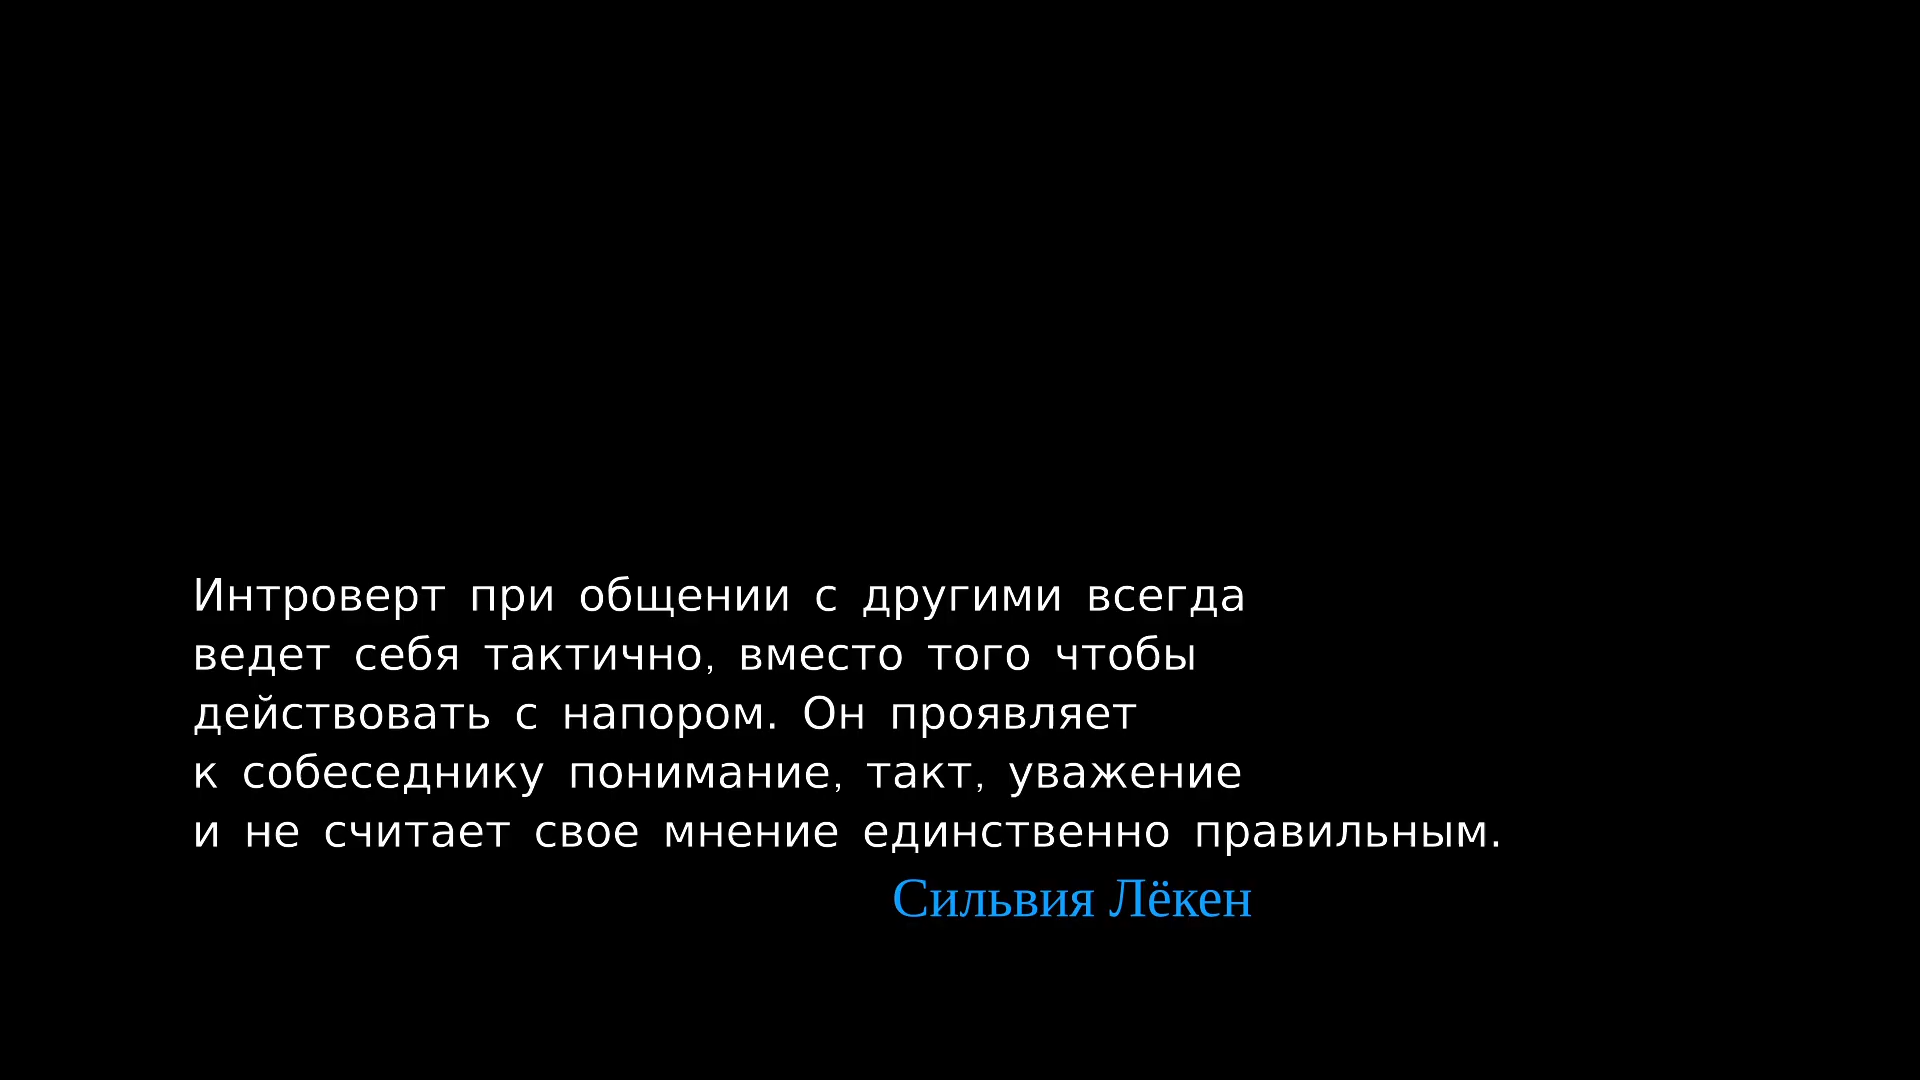 Интроверт при общении с другими всегда
ведет себя тактично, вместо того чтобы
действовать с напором. Он проявляет
к собеседнику понимание, такт, уважение
и не считает свое мнение единственно правильным.
Сильвия Лёкен